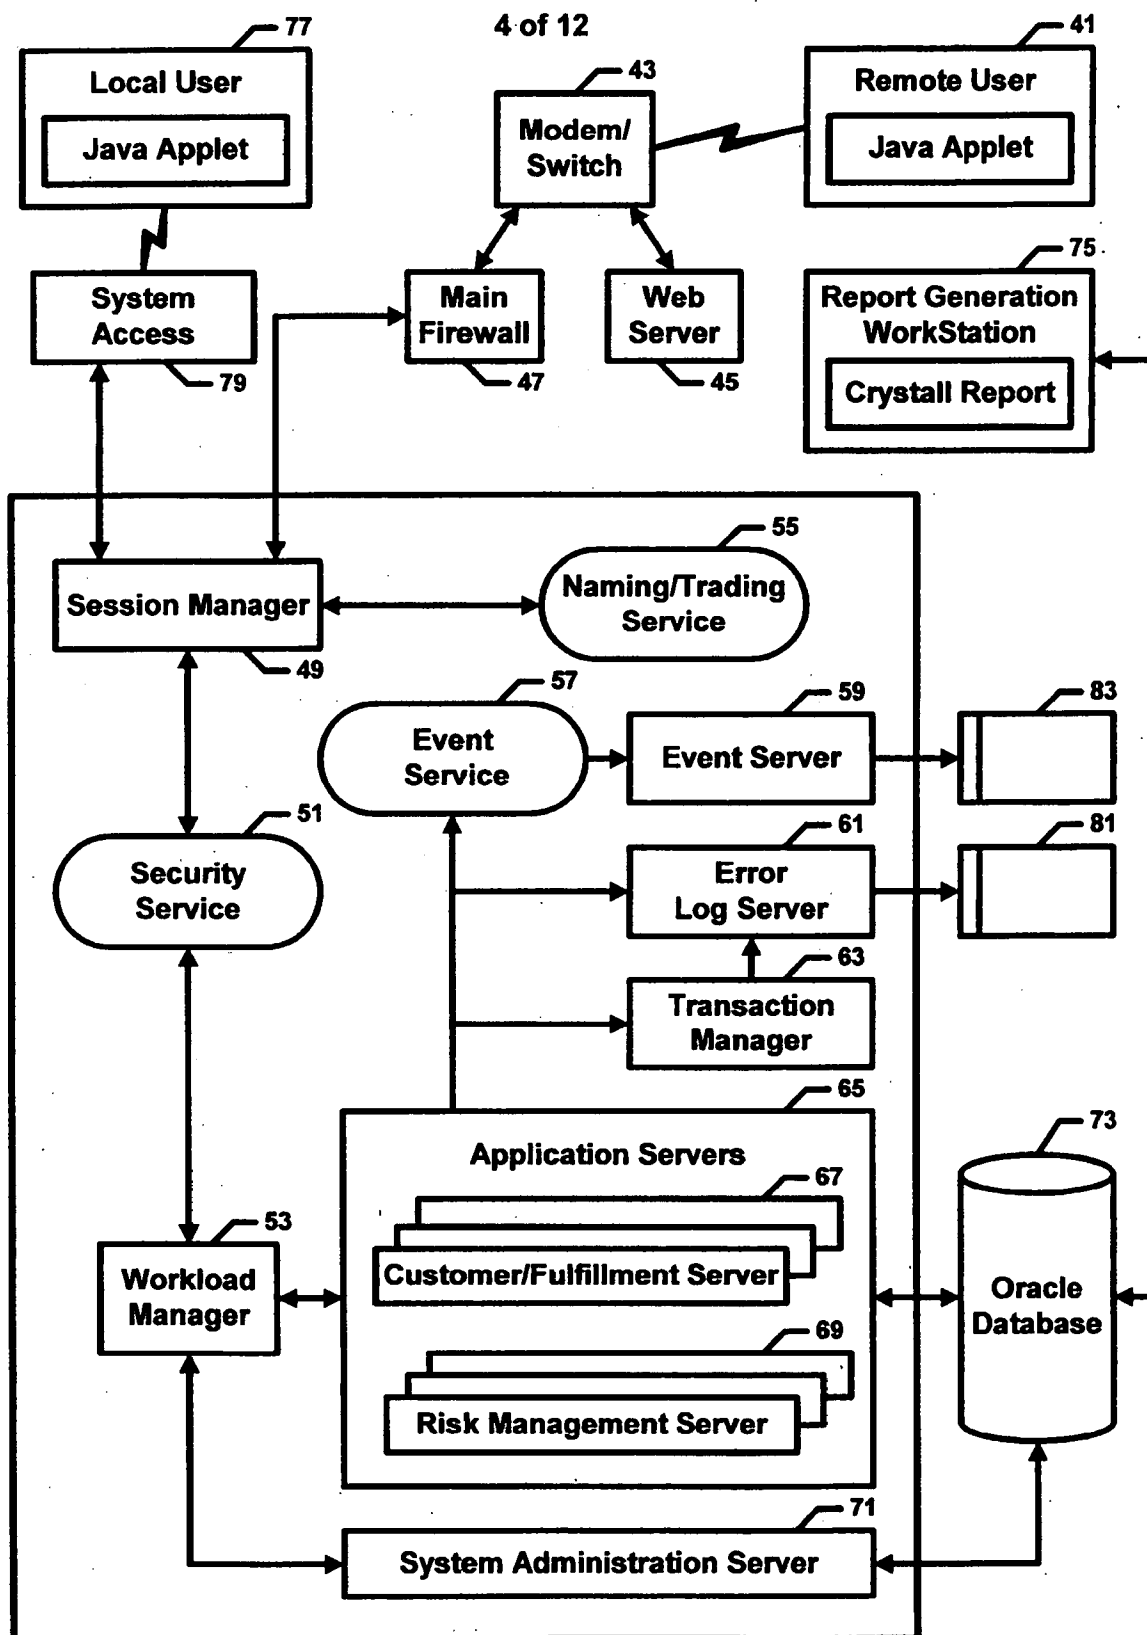 4 of 12
77
Local User
Java Applet
43
Modem/
Switch
41
Remote User
Java Applet
System
Access
79
Main
Firewall
47
Web
Server
45
75
Report Generation
WorkStation
Crystall Report
Session Manager
49
55
Naming/Trading
Service
57
Event
Service
59
Event Server
83
51
Security
Service
61
Error
Log Server
81
63
Transaction
Manager
65
Application Servers
67
Customer/Fulfillment Server
69
Risk Management Server
53
Workload
Manager
73
Oracle
Database
71
System Administration Server